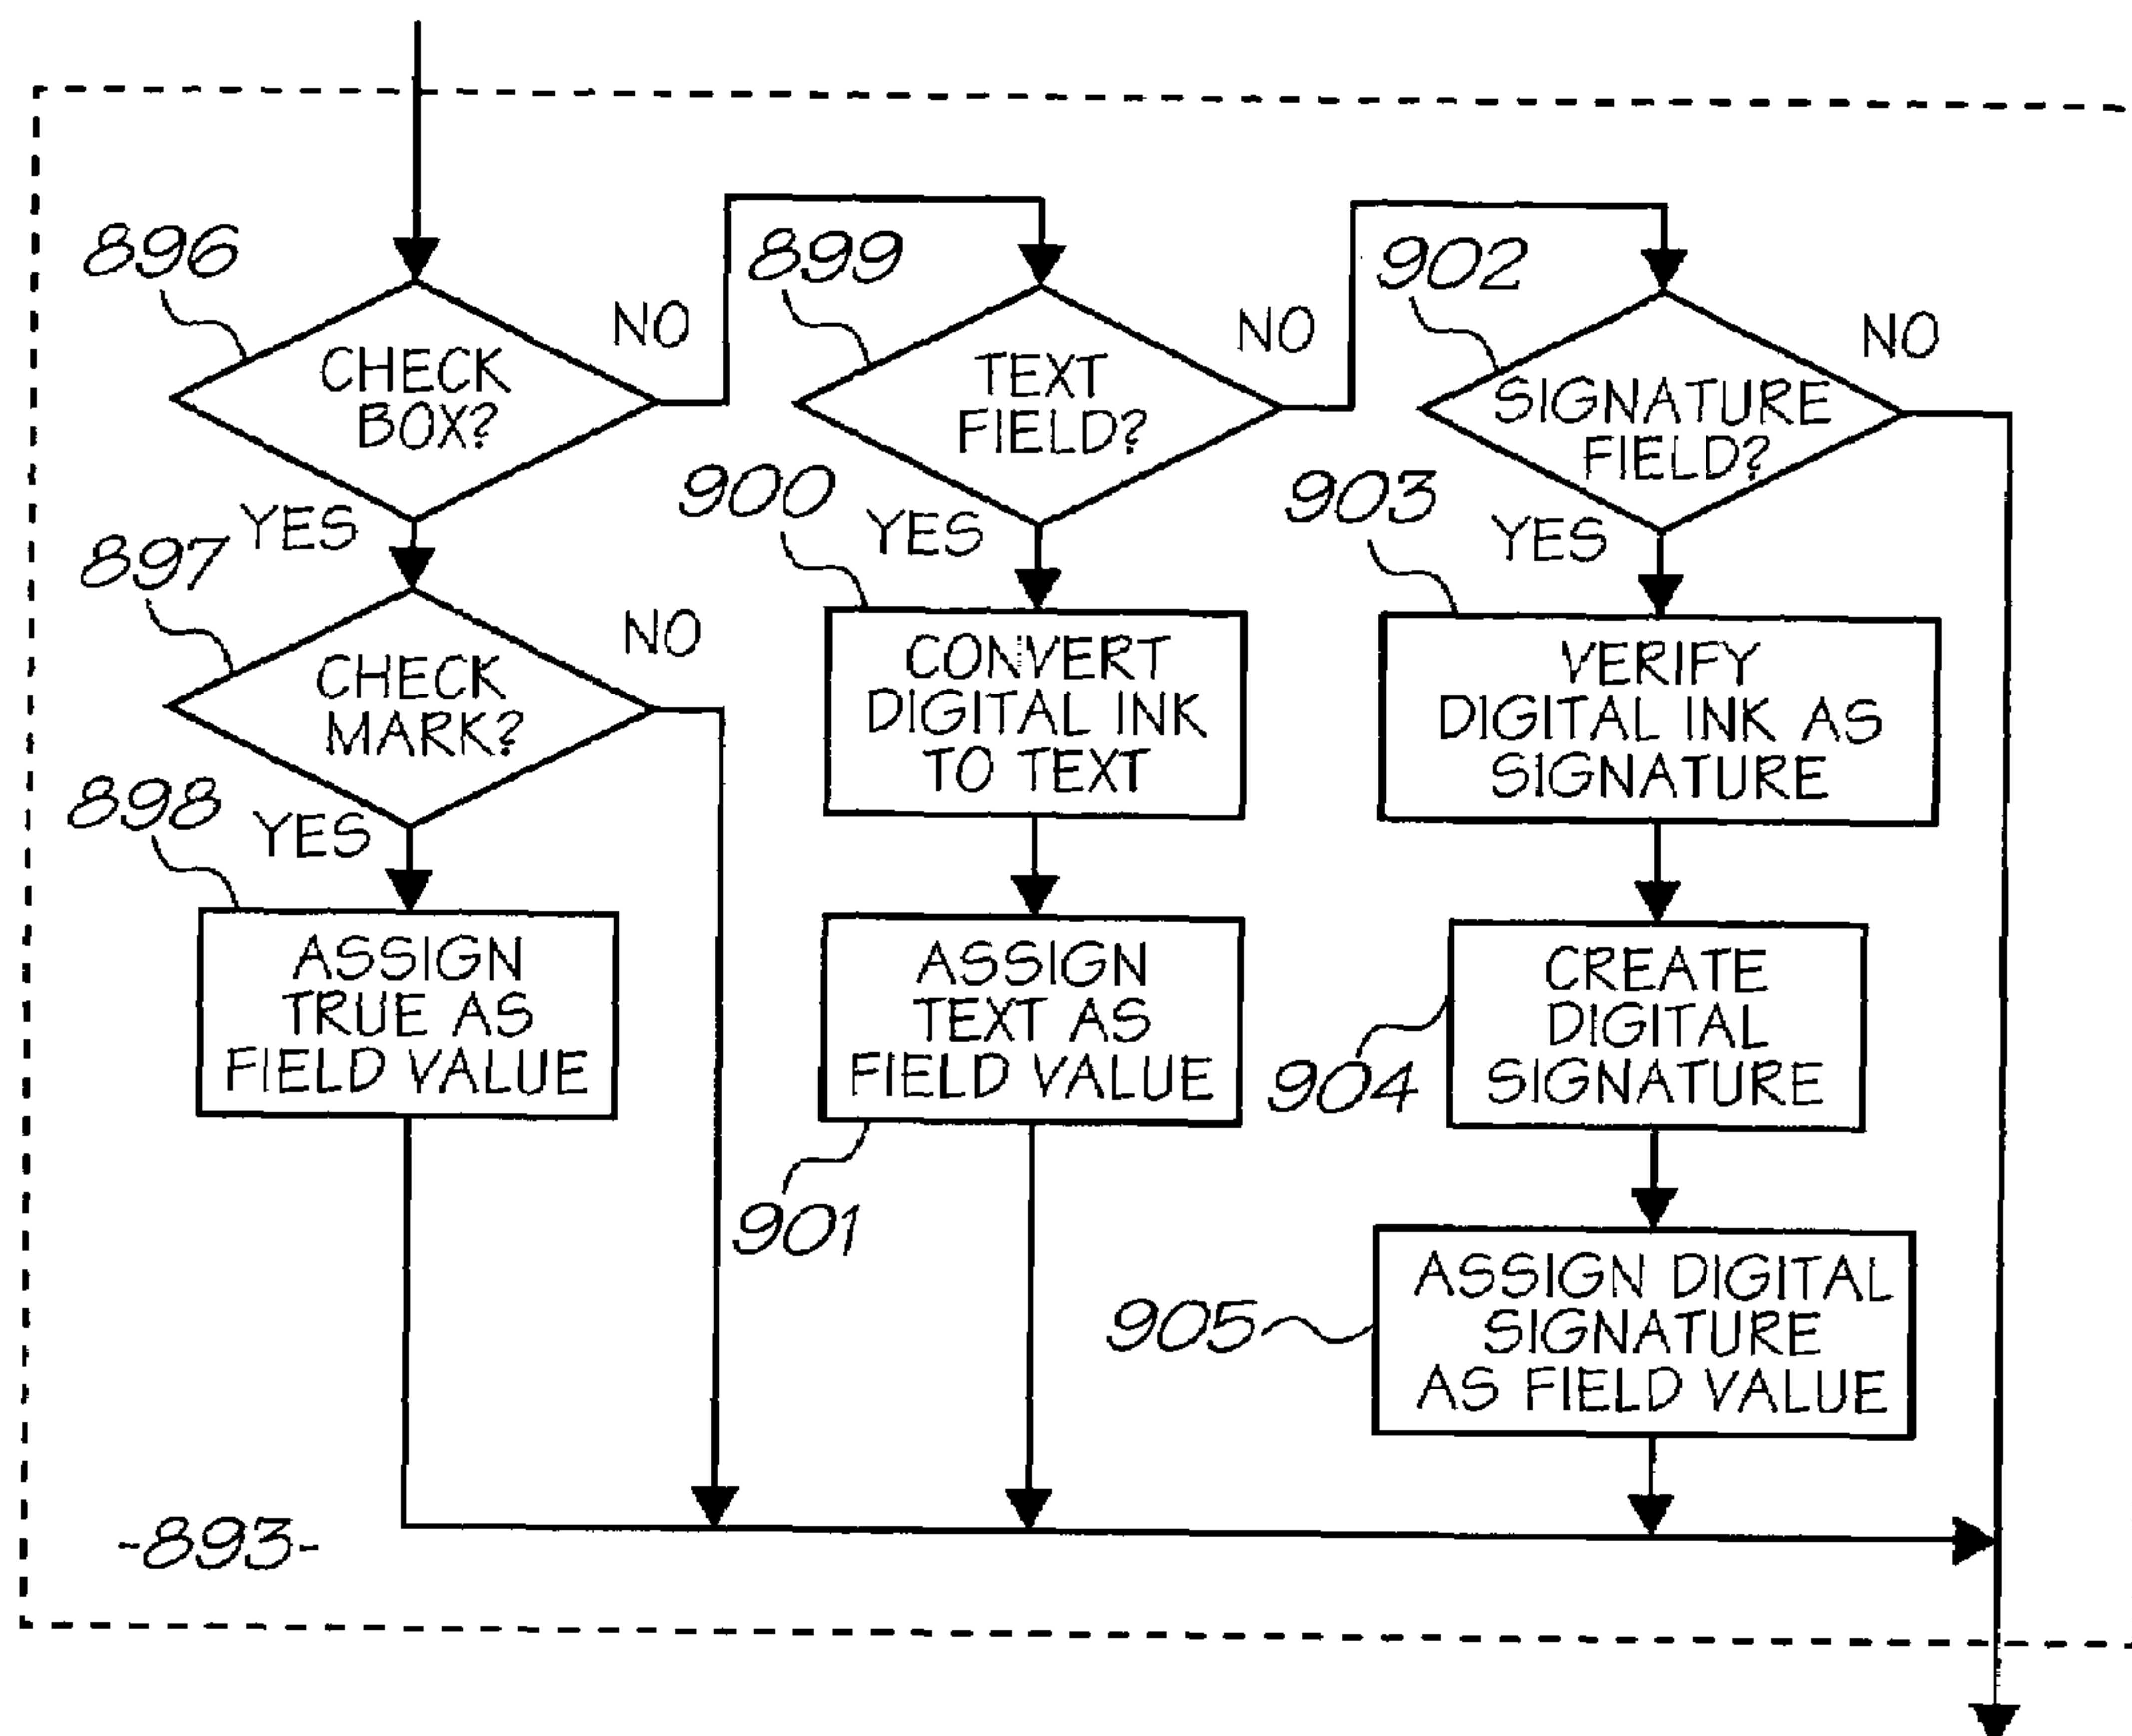 896
CHECK
BOX?
NO
YES
897
CHECK
MARK?
NO
YES
898
ASSIGN
TRUE AS
FIELD VALUE
899
TEXT
FIELD?
NO
YES
900
CONVERT
DIGITAL INK
TO TEXT
ASSIGN
TEXT AS
FIELD VALUE
901
902
SIGNATURE
FIELD?
NO
YES
903
VERIFY
DIGITAL INK AS
SIGNATURE
CREATE
DIGITAL
SIGNATURE
904
ASSIGN DIGITAL
SIGNATURE
AS FIELD VALUE
905
-893-